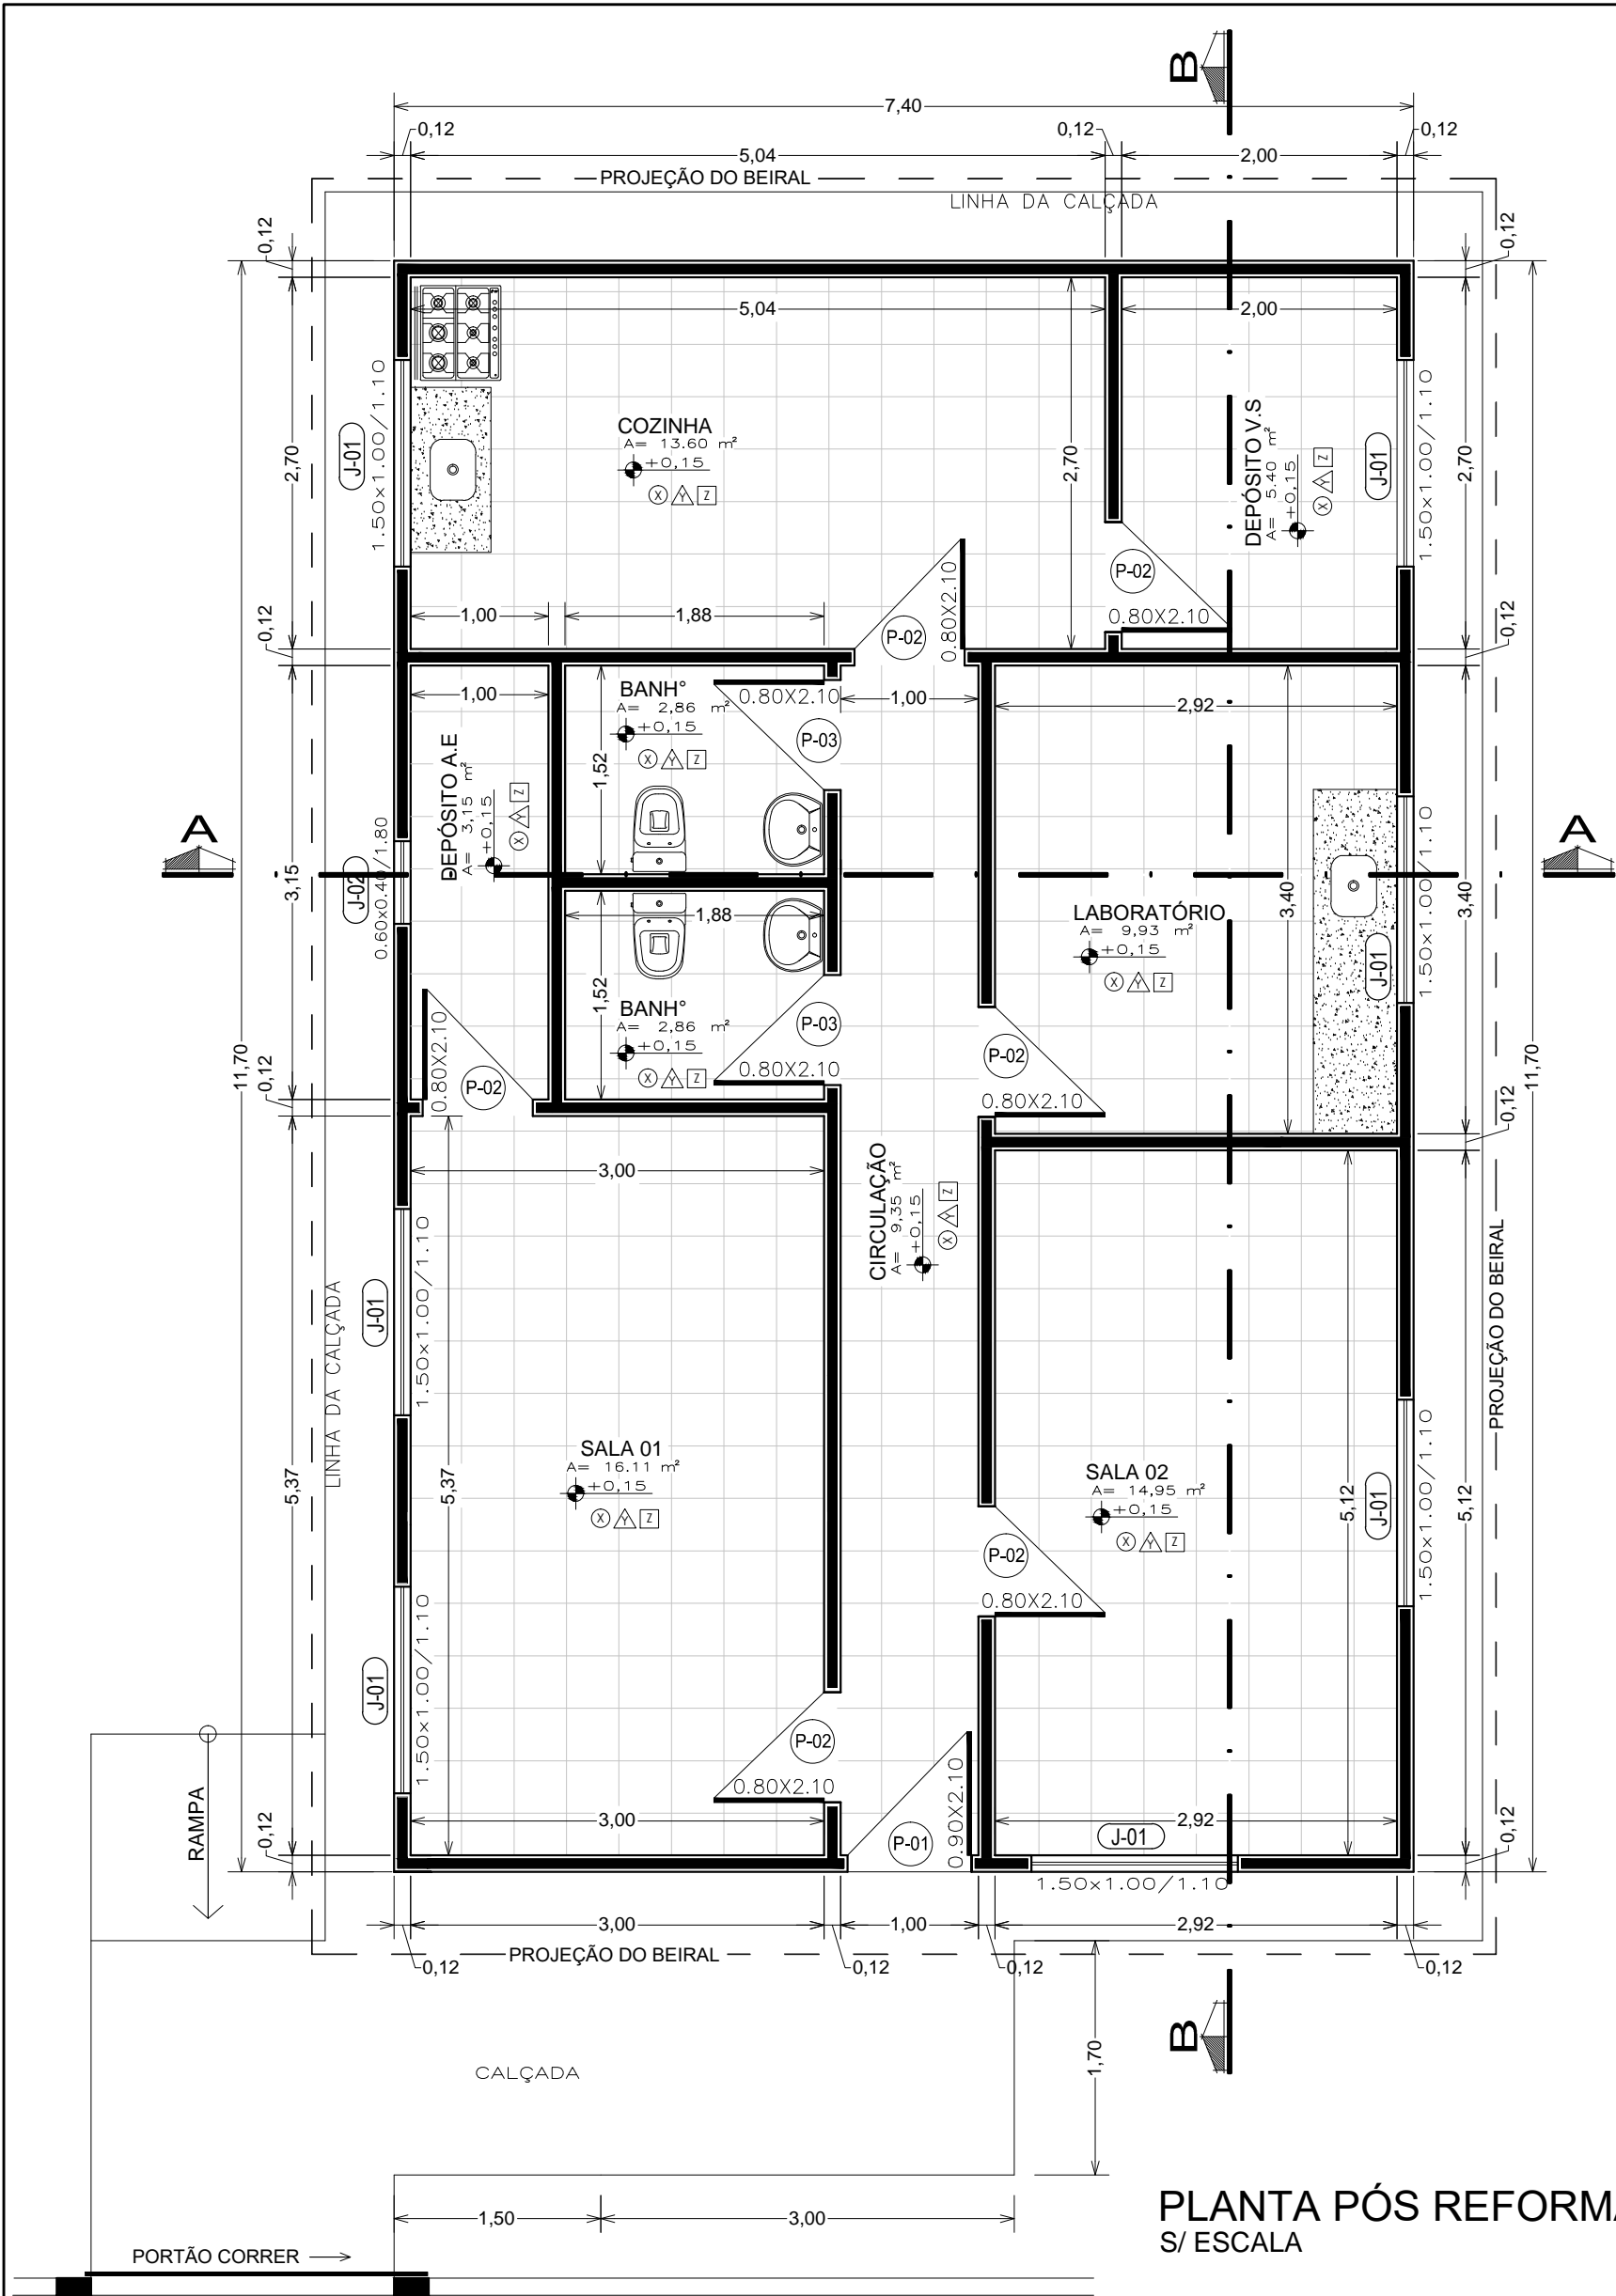 B
7,40
0,12
0,12
0,12
5,04
2,00
PROJEÇÃO DO BEIRAL
LINHA DA CALÇADA
0,12
0,12
5,04
2,00
2,70
J-01
1.50x1.00/1.10
COZINHA
A= 13.60 m²
+0,15
X Y Z
2,70
DEPÓSITO V.S
A= 5.40 m²
+0,15
X Y Z
J-01
1.50x1.00/1.10
2,70
P-02
0.80X2.10
1,00
1,88
P-02
0.80X2.10
0,12
0,12
1,00
BANH°
A= 2,86 m²
+0,15
X Y Z
0.80X2.10
P-03
1,00
2,92
1,52
DEPÓSITO A.E
A= 3,15 m²
+0,15
X Y Z
A
A
3,15
J-02
0.60x0.40/1.80
1,88
1,52
BANH°
A= 2,86 m²
+0,15
X Y Z
P-03
0.80X2.10
LABORATÓRIO
A= 9,93 m²
+0,15
X Y Z
3,40
J-01
1.50x1.00/1.10
3,40
P-02
0.80X2.10
P-02
0.80X2.10
11,70
0,12
0,12
11,70
3,00
CIRCULAÇÃO
A= 9,35 m²
+0,15
X Y Z
LINHA DA CALÇADA
J-01
1.50x1.00/1.10
5,37
5,37
SALA 01
A= 16.11 m²
+0,15
X Y Z
SALA 02
A= 14,95 m²
+0,15
X Y Z
5,12
J-01
1.50x1.00/1.10
5,12
PROJEÇÃO DO BEIRAL
P-02
0.80X2.10
J-01
1.50x1.00/1.10
P-02
0.80X2.10
RAMPA
0,12
3,00
P-01
0.90X2.10
2,92
J-01
1.50x1.00/1.10
0,12
3,00
1,00
2,92
PROJEÇÃO DO BEIRAL
0,12
0,12
0,12
0,12
CALÇADA
1,70
B
1,50
3,00
PLANTA PÓS REFORMA
S/ ESCALA
PORTÃO CORRER